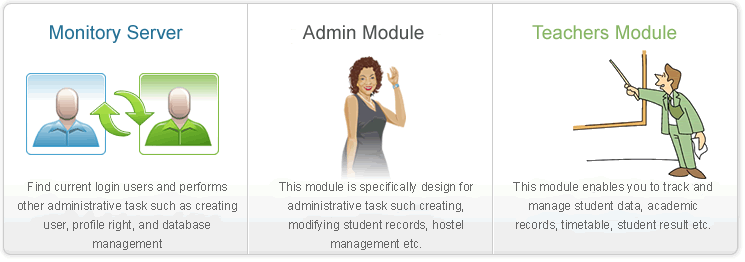 Monitory Server
Find current login users and performs
other administrative task such as creating
user, profile right, and database
management
Admin Module
This module is specifically design for
administrative task such creating,
modifying student records, hostel
management etc.
Teachers Module
This module enables you to track and
manage student data, academic
records, timetable, student result etc.